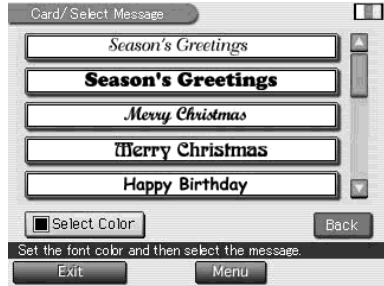 Card/Select Message
Season's Greetings
Season's Greetings
Merry Christmas
Merry Christmas
Happy Birthday
Select Color
Back
Set the font color and then select the message.
Exit Menu